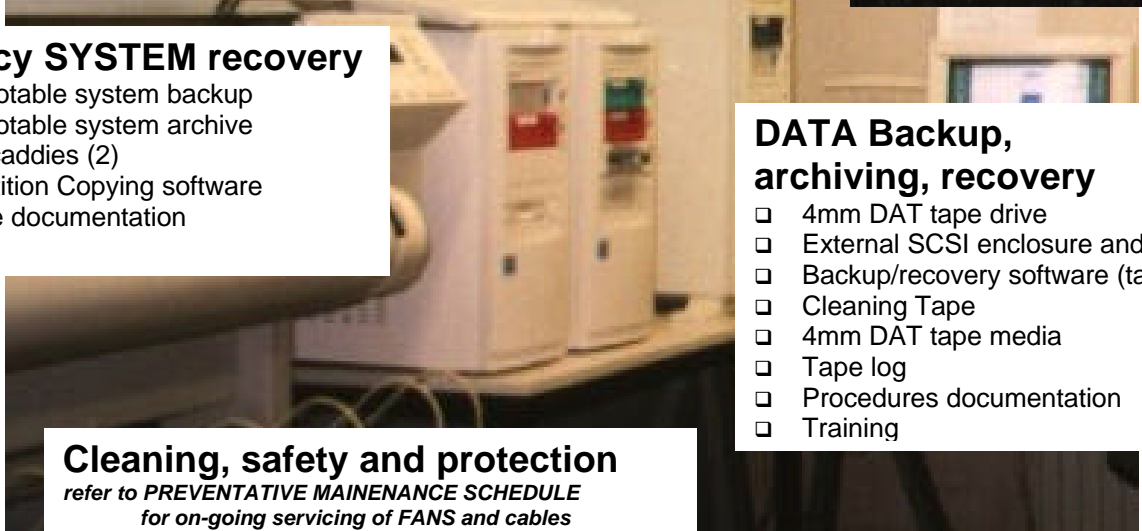 cy SYSTEM recovery
otable system backup
otable system archive
addies (2)
ition Copying software
e documentation
DATA Backup,
archiving, recovery
❑ 4mm DAT tape drive
❑ External SCSI enclosure and
❑ Backup/recovery software (ta
❑ Cleaning Tape
❑ 4mm DAT tape media
❑ Tape log
❑ Procedures documentation
❑ Training
Cleaning, safety and protection
refer to PREVENTATIVE MAINENANCE SCHEDULE
for on-going servicing of FANS and cables